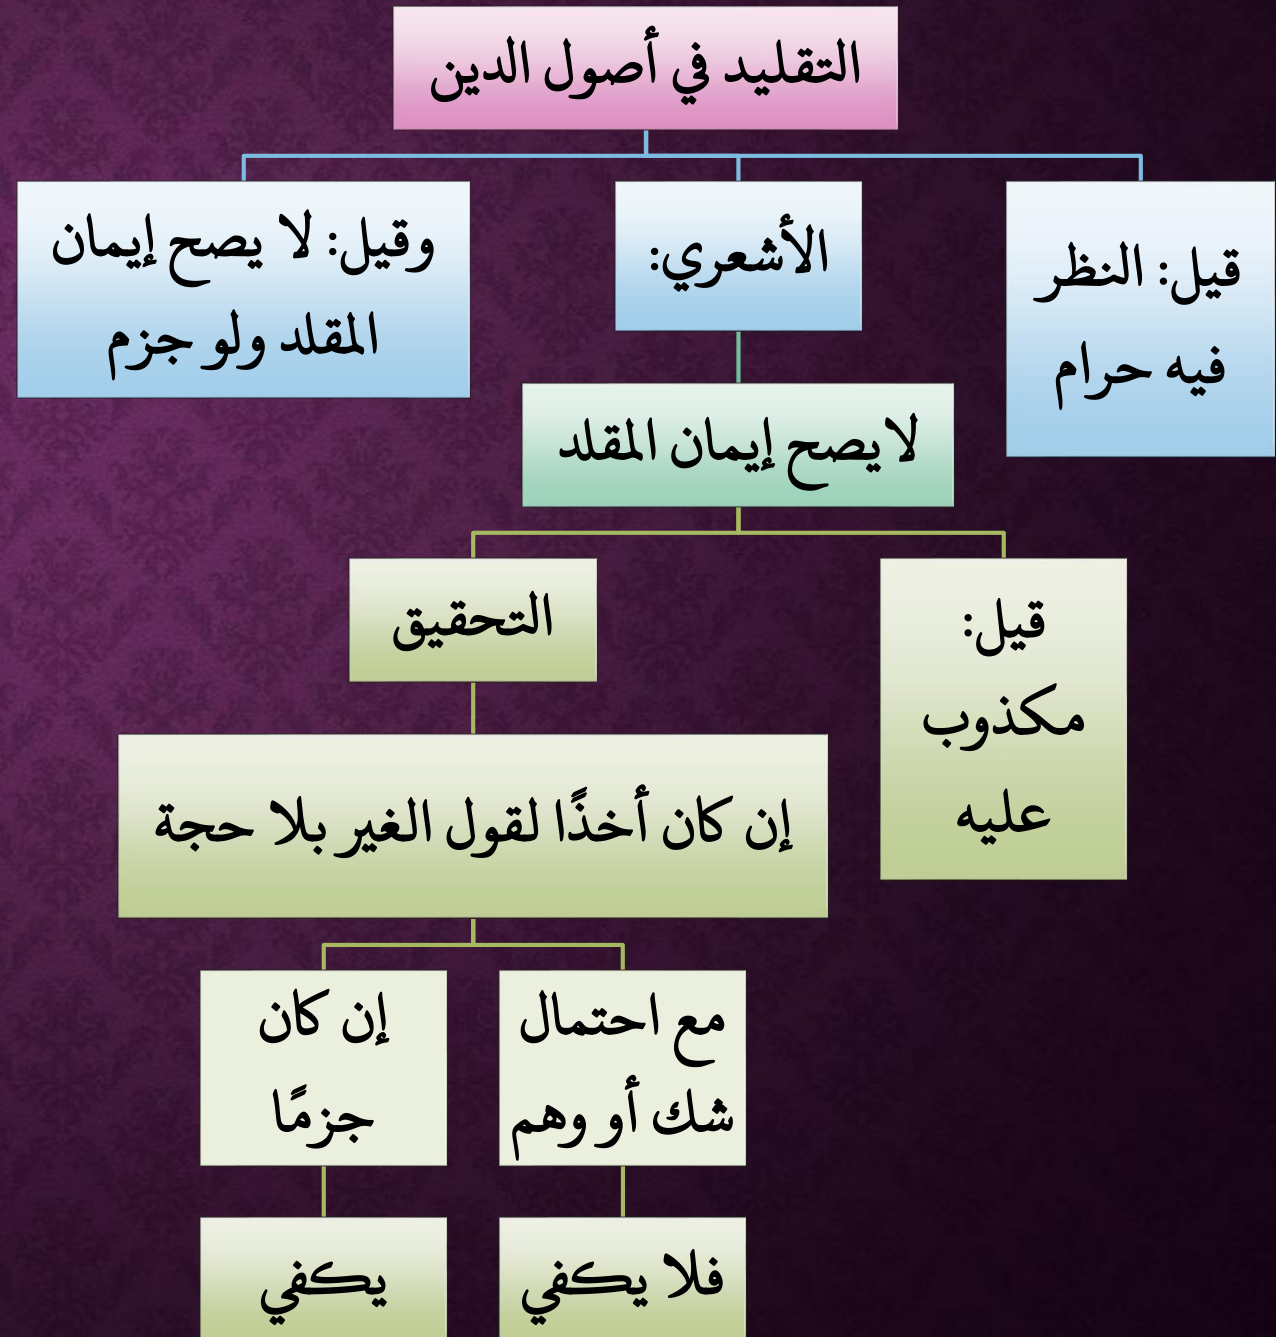 التقليد في أصول الدين
قيل: النظر
فيه حرام
الأشعري:
وقيل: لا يصح إيمان
المقلد ولو جزم
لا يصح إيمان المقلد
قيل:
مكذوب
عليه
التحقيق
إن كان أخذًا لقول الغير بلا حجة
مع احتمال
شك أو وهم
إن كان
جزمًا
فلا يكفي
يكفي